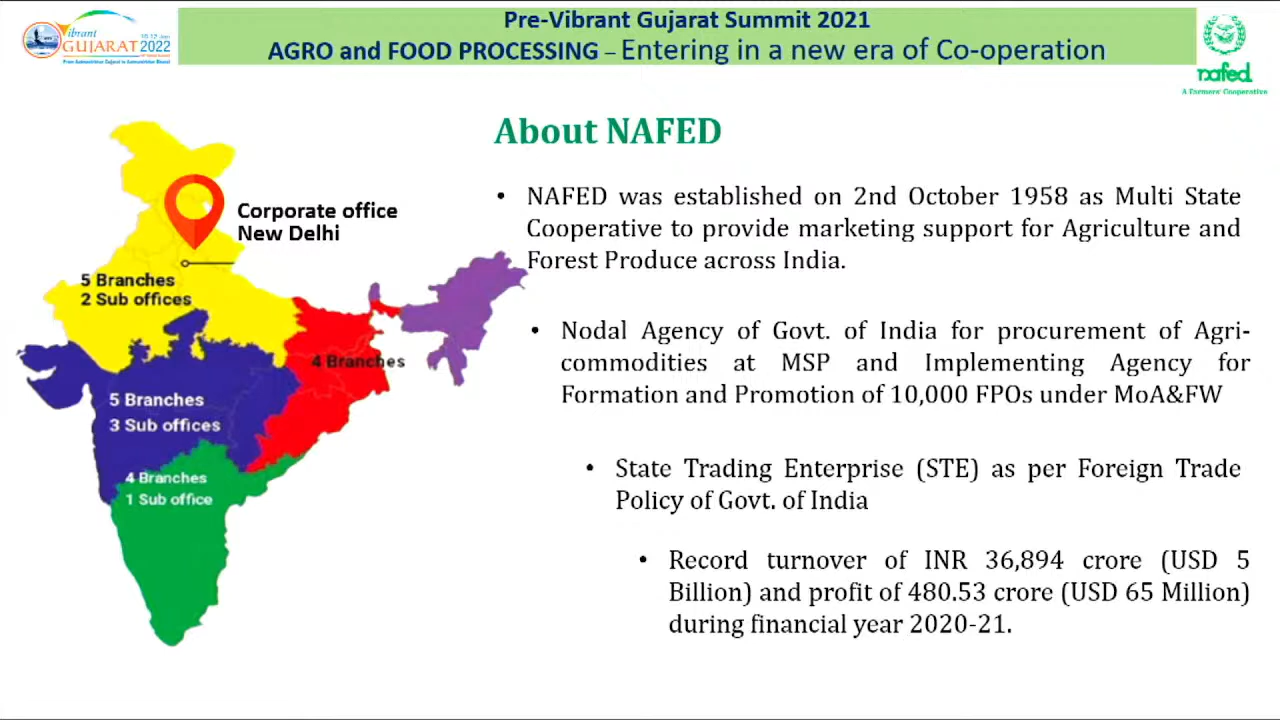 Pre-Vibrant Gujarat Summit 2021
AGRO and FOOD PROCESSING – Entering in a new era of Co-operation
Vibrant
GUJARAT 2022
nafed
A Farmers' Cooperative
About NAFED
Corporate office
New Delhi
5 Branches
2 Sub offices
4 Branches
5 Branches
3 Sub offices
4 Branches
1 Sub office
• NAFED was established on 2nd October 1958 as Multi State
Cooperative to provide marketing support for Agriculture and
Forest Produce across India.
• Nodal Agency of Govt. of India for procurement of Agri-
commodities at MSP and Implementing Agency for
Formation and Promotion of 10,000 FPOs under MoA&FW
• State Trading Enterprise (STE) as per Foreign Trade
Policy of Govt. of India
• Record turnover of INR 36,894 crore (USD 5
Billion) and profit of 480.53 crore (USD 65 Million)
during financial year 2020-21.